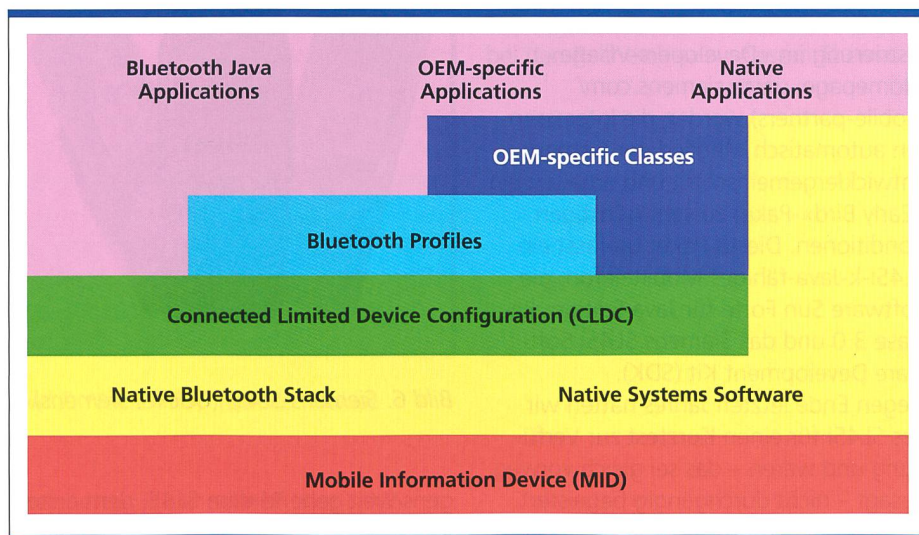 Bluetooth Java
Applications
OEM-specific
Applications
Native
Applications
OEM-specific Classes
Bluetooth Profiles
Connected Limited Device Configuration (CLDC)
Native Bluetooth Stack
Native Systems Software
Mobile Information Device (MID)